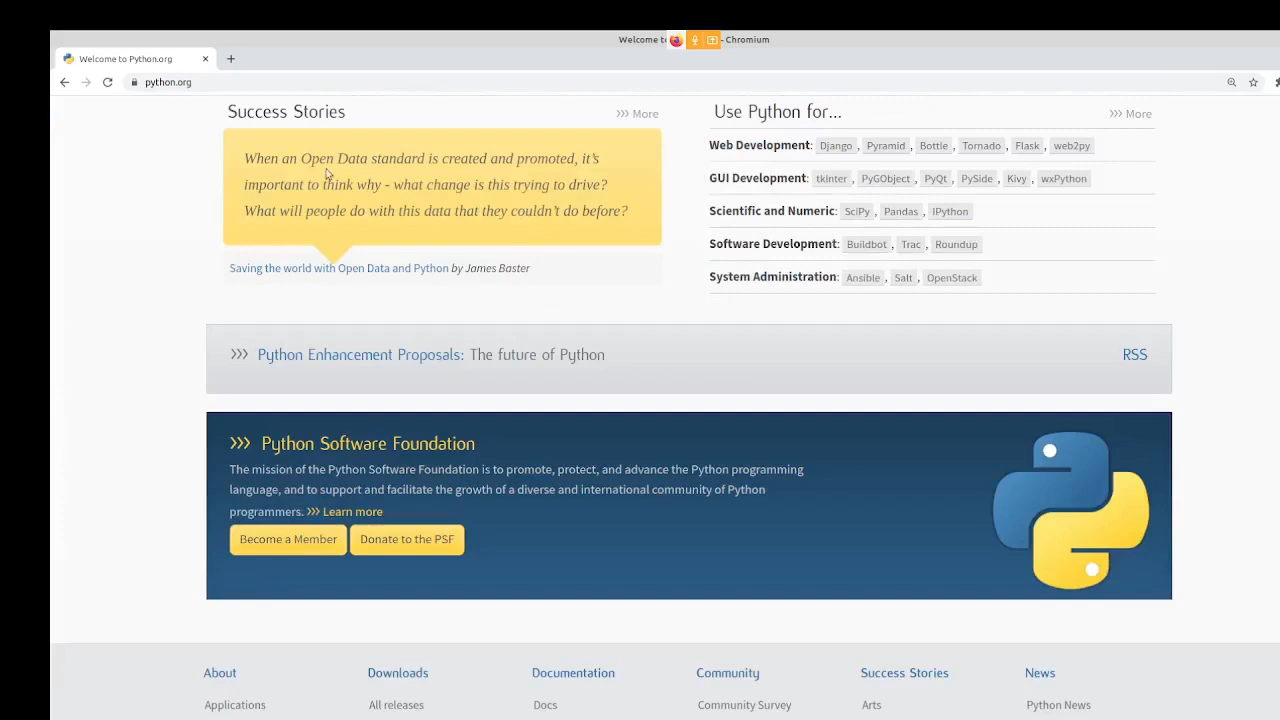 Welcome to - Chromium
Welcome to Python.org
python.org
Success Stories
››› More
When an Open Data standard is created and promoted, it’s
important to think why - what change is this trying to drive?
What will people do with this data that they couldn’t do before?
Saving the world with Open Data and Python by James Baster
Use Python for…
››› More
Web Development: Django, Pyramid, Bottle, Tornado, Flask, web2py
GUI Development: tkInter, PyGObject, PyQt, PySide, Kivy, wxPython
Scientific and Numeric: SciPy, Pandas, IPython
Software Development: Buildbot, Trac, Roundup
System Administration: Ansible, Salt, OpenStack
››› Python Enhancement Proposals: The future of Python
RSS
››› Python Software Foundation
The mission of the Python Software Foundation is to promote, protect, and advance the Python programming
language, and to support and facilitate the growth of a diverse and international community of Python
programmers. ››› Learn more
Become a Member Donate to the PSF
About Downloads Documentation Community Success Stories News
Applications All releases Docs Community Survey Arts Python News